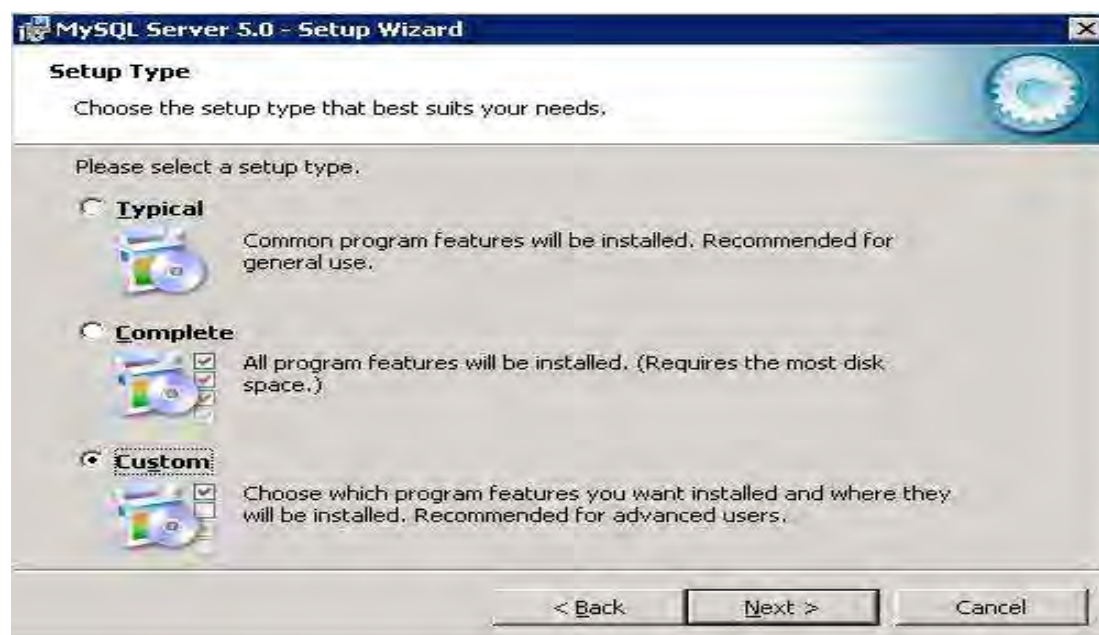 MySQL Server 5.0 - Setup Wizard
Setup Type
Choose the setup type that best suits your needs.
Please select a setup type.
Typical
Common program features will be installed. Recommended for
general use.
Complete
All program features will be installed. (Requires the most disk
space.)
Custom
Choose which program features you want installed and where they
will be installed. Recommended for advanced users.
< Back
Next >
Cancel